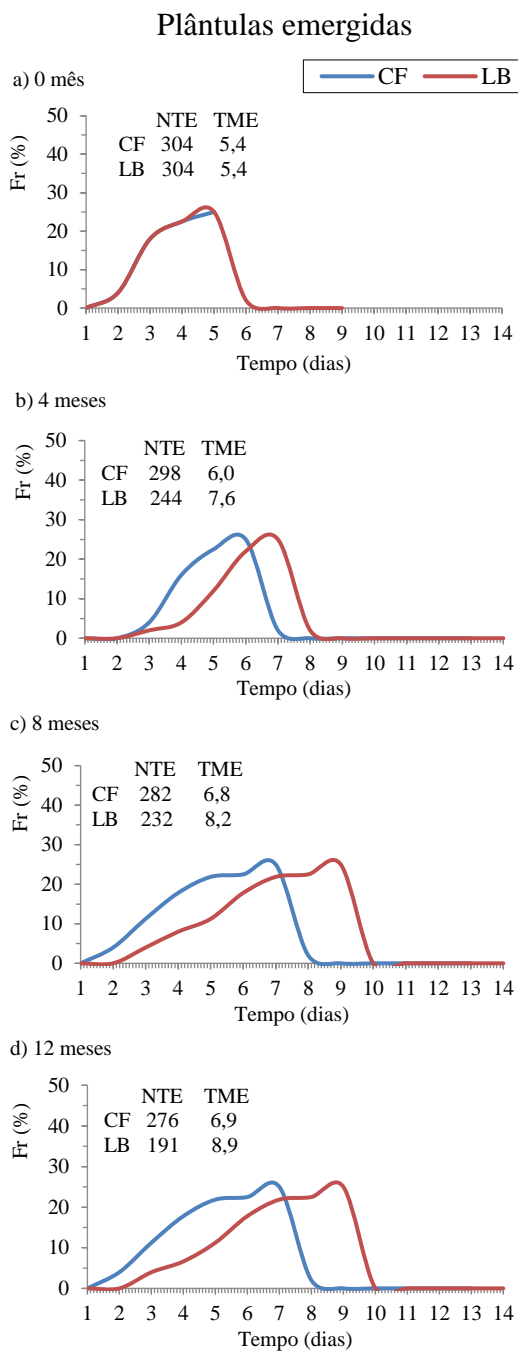 Plântulas emergidas
CF LB
a) 0 mês
NTE TME
CF 304 5,4
LB 304 5,4
Fr (%)
50
40
30
20
10
0
1 2 3 4 5 6 7 8 9 10 11 12 13 14
Tempo (dias)
b) 4 meses
NTE TME
CF 298 6,0
LB 244 7,6
Fr (%)
50
40
30
20
10
0
1 2 3 4 5 6 7 8 9 10 11 12 13 14
Tempo (dias)
c) 8 meses
NTE TME
CF 282 6,8
LB 232 8,2
Fr (%)
50
40
30
20
10
0
1 2 3 4 5 6 7 8 9 10 11 12 13 14
Tempo (dias)
d) 12 meses
NTE TME
CF 276 6,9
LB 191 8,9
Fr (%)
50
40
30
20
10
0
1 2 3 4 5 6 7 8 9 10 11 12 13 14
Tempo (dias)